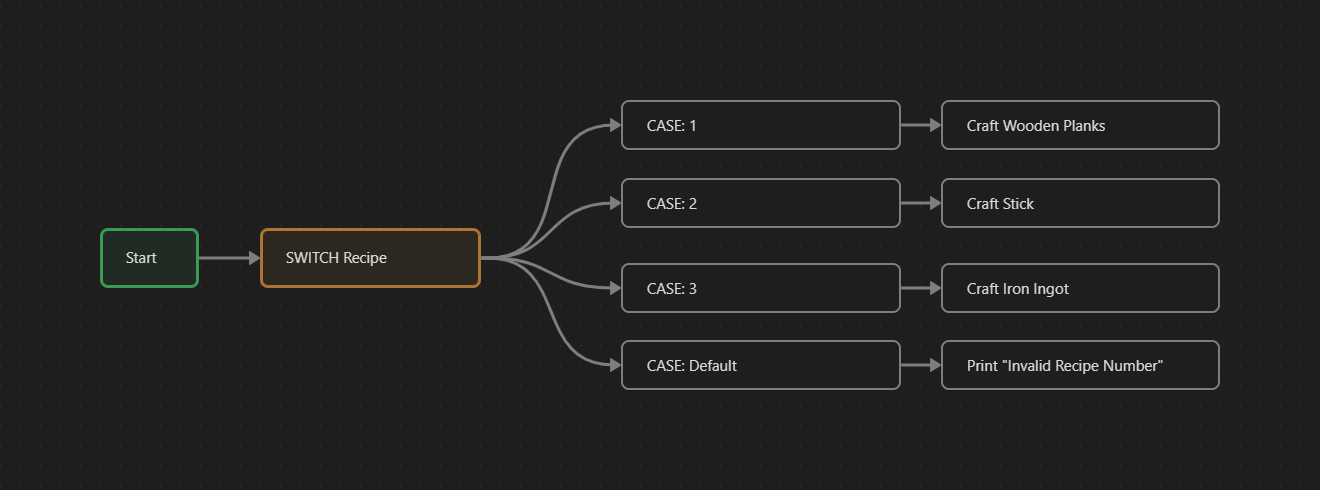 Start
SWITCH Recipe
CASE: 1
Craft Wooden Planks
CASE: 2
Craft Stick
CASE: 3
Craft Iron Ingot
CASE: Default
Print "Invalid Recipe Number"